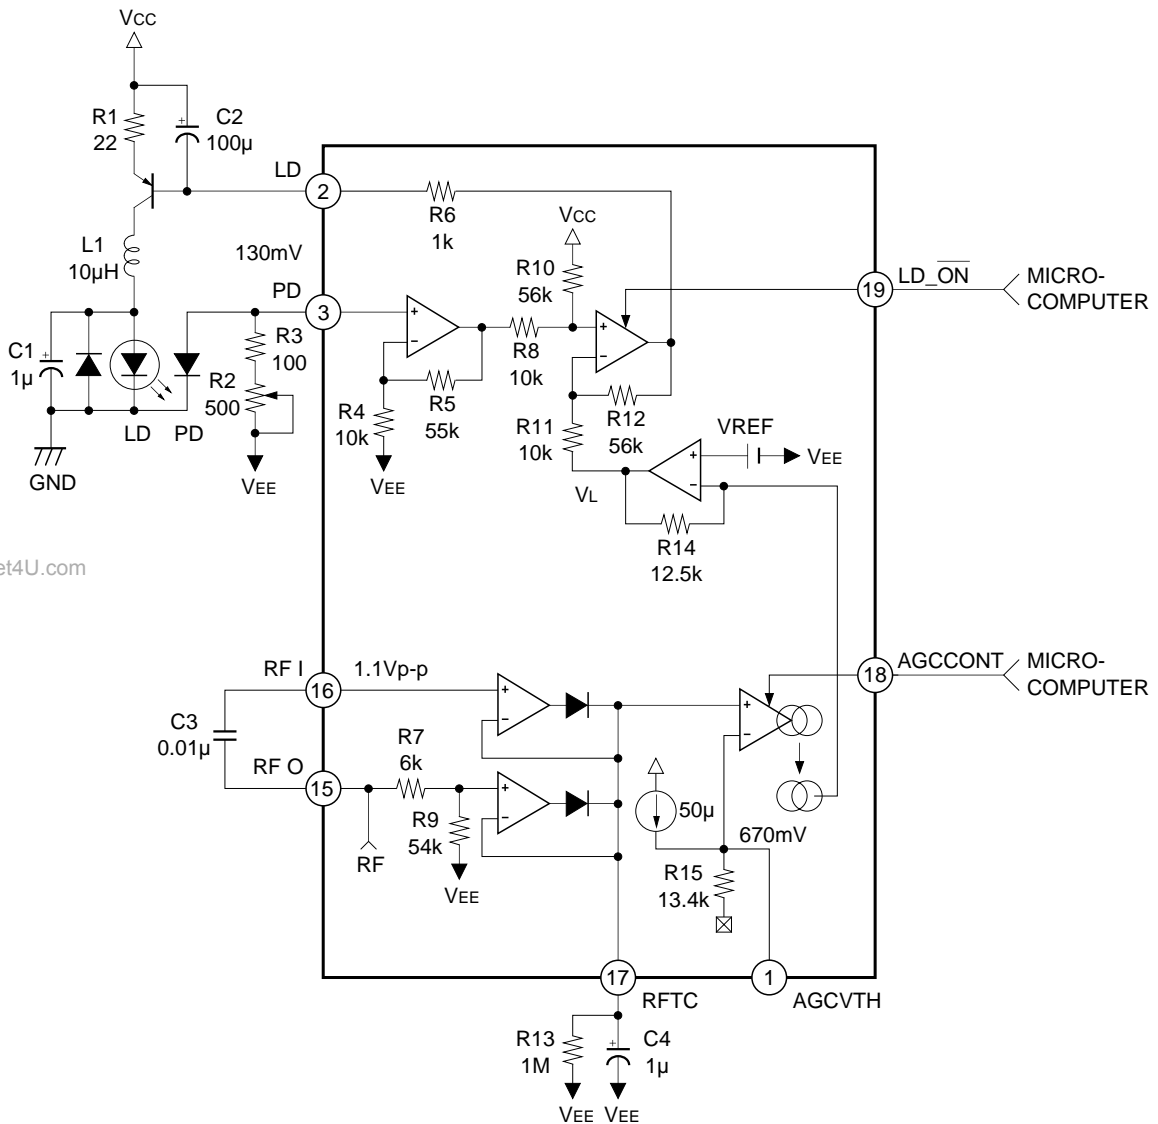 VCC
R1
22
C2
100µ
LD
2
R6
1k
VCC
L1
10µH
130mV
R10
56k
LD_ON
19
MICRO-
COMPUTER
PD
3
R3
100
C1
1µ
R8
10k
R2
500
R5
55k
R4
10k
R12
56k
R11
10k
VREF
LD
PD
VEE
GND
VEE
VEE
VL
R14
12.5k
et4U.com
RF I
16
1.1Vp-p
AGCCONT
18
MICRO-
COMPUTER
C3
0.01µ
R7
6k
RF O
15
50µ
R9
54k
RF
670mV
VEE
R15
13.4k
17
RFTC
1
AGCVTH
R13
1M
C4
1µ
VEE
VEE